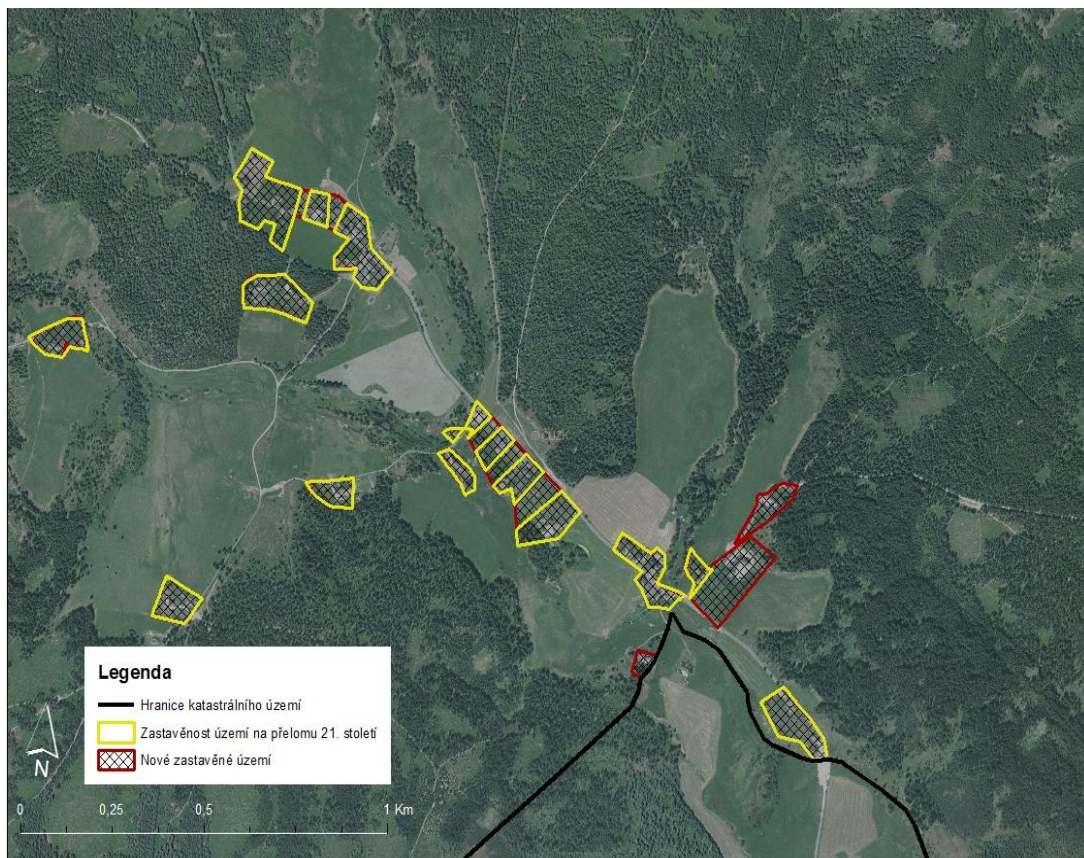 Legenda
Hranice katastrálního území
Zastavěnost území na přelomu 21. století
Nové zastavěné území
N
0 0,25 0,5 1 Km